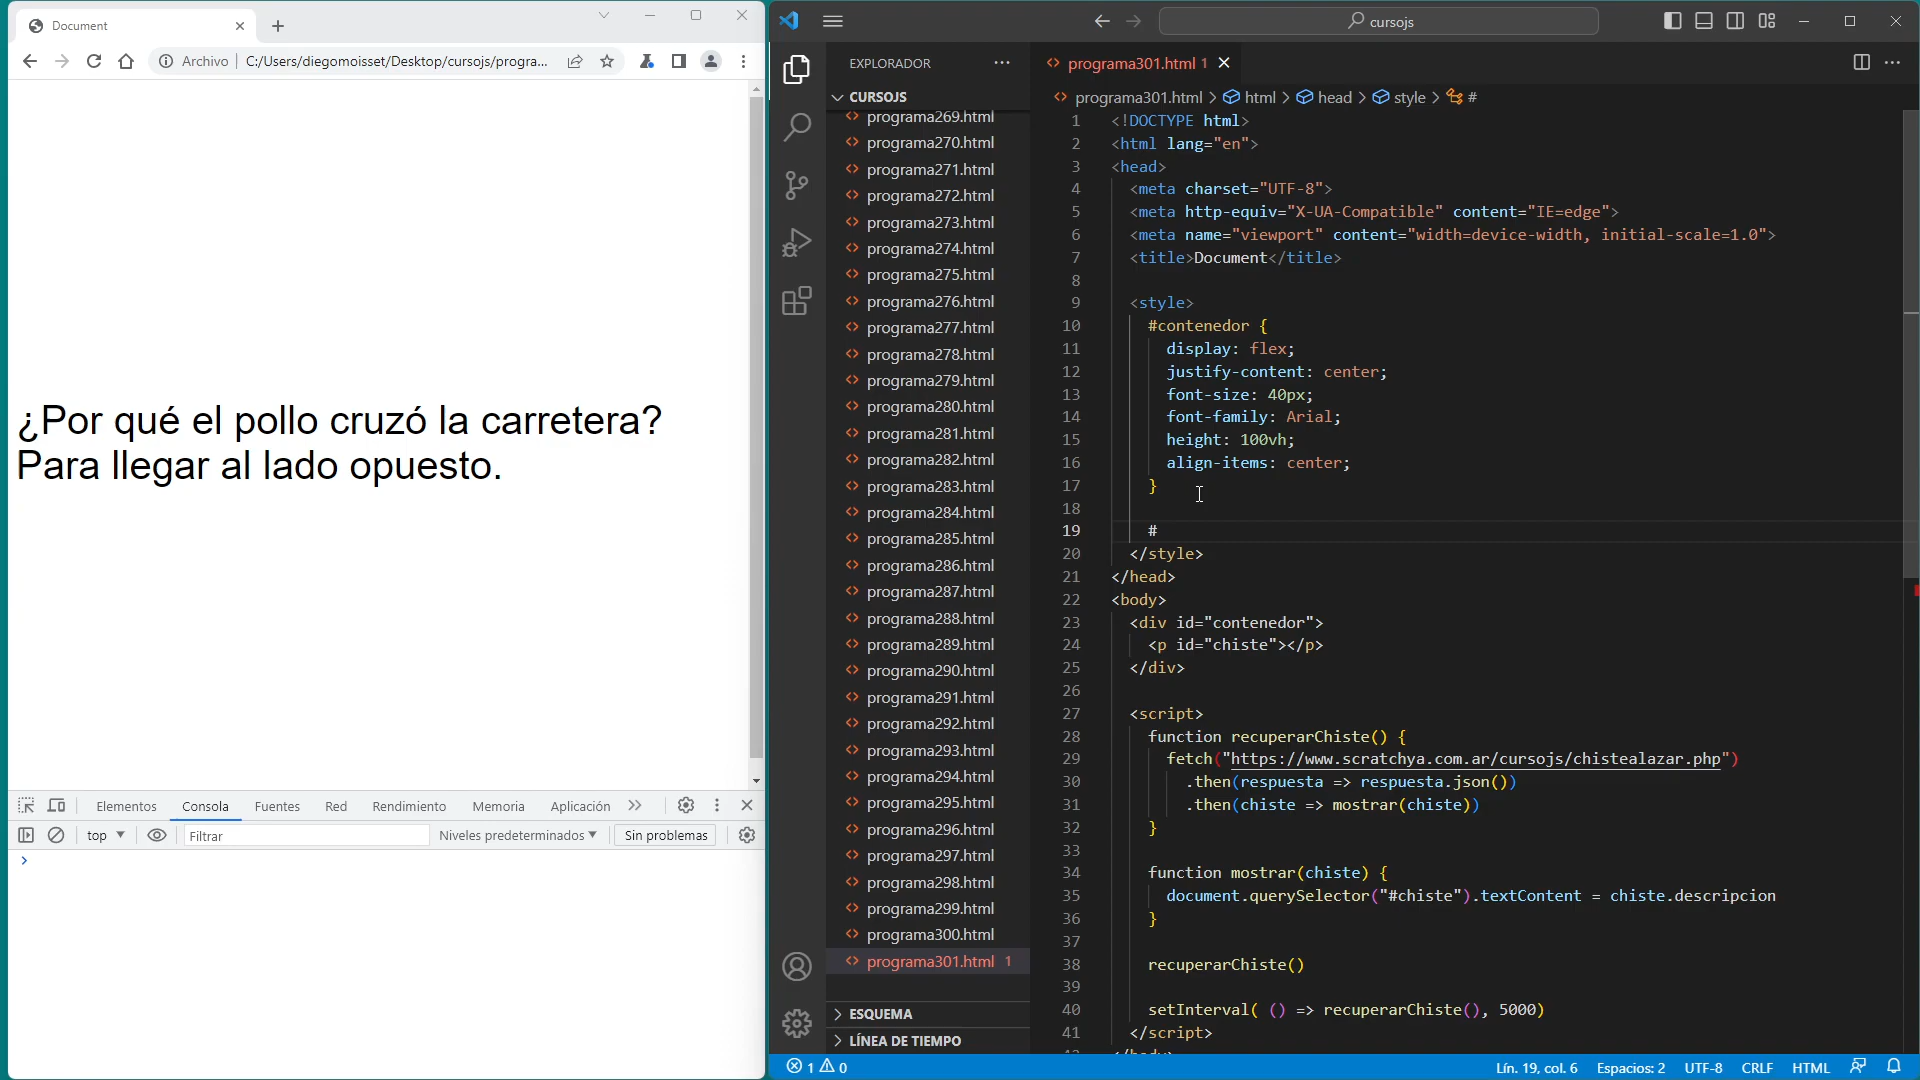 Document
Archivo
C:/Users/diegomoisset/Desktop/cursojs/progra...
¿Por qué el pollo cruzó la carretera?
Para llegar al lado opuesto.
Elementos
Consola
Fuentes
Red
Rendimiento
Memoria
Aplicación
top
Filtrar
Niveles predeterminados
Sin problemas
cursojs
EXPLORADOR
CURSOJS
programa269.html
programa270.html
programa271.html
programa272.html
programa273.html
programa274.html
programa275.html
programa276.html
programa277.html
programa278.html
programa279.html
programa280.html
programa281.html
programa282.html
programa283.html
programa284.html
programa285.html
programa286.html
programa287.html
programa288.html
programa289.html
programa290.html
programa291.html
programa292.html
programa293.html
programa294.html
programa295.html
programa296.html
programa297.html
programa298.html
programa299.html
programa300.html
programa301.html 1
ESQUEMA
LÍNEA DE TIEMPO
programa301.html 1
programa301.html > html > head > style > #
1 <!DOCTYPE html>
2 <html lang="en">
3 <head>
4 <meta charset="UTF-8">
5 <meta http-equiv="X-UA-Compatible" content="IE=edge">
6 <meta name="viewport" content="width=device-width, initial-scale=1.0">
7 <title>Document</title>
8
9 <style>
10 #contenedor {
11 display: flex;
12 justify-content: center;
13 font-size: 40px;
14 font-family: Arial;
15 height: 100vh;
16 align-items: center;
17 }
18
19 #
20 </style>
21 </head>
22 <body>
23 <div id="contenedor">
24 <p id="chiste"></p>
25 </div>
26
27 <script>
28 function recuperarChiste() {
29 fetch("https://www.scratchya.com.ar/cursojs/chistealazar.php")
30 .then(respuesta => respuesta.json())
31 .then(chiste => mostrar(chiste))
32 }
33
34 function mostrar(chiste) {
35 document.querySelector("#chiste").textContent = chiste.descripcion
36 }
37
38 recuperarChiste()
39
40 setInterval( () => recuperarChiste(), 5000)
41 </script>
42 </body>
1 0
Lín. 19, col. 6
Espacios: 2
UTF-8
CRLF
HTML